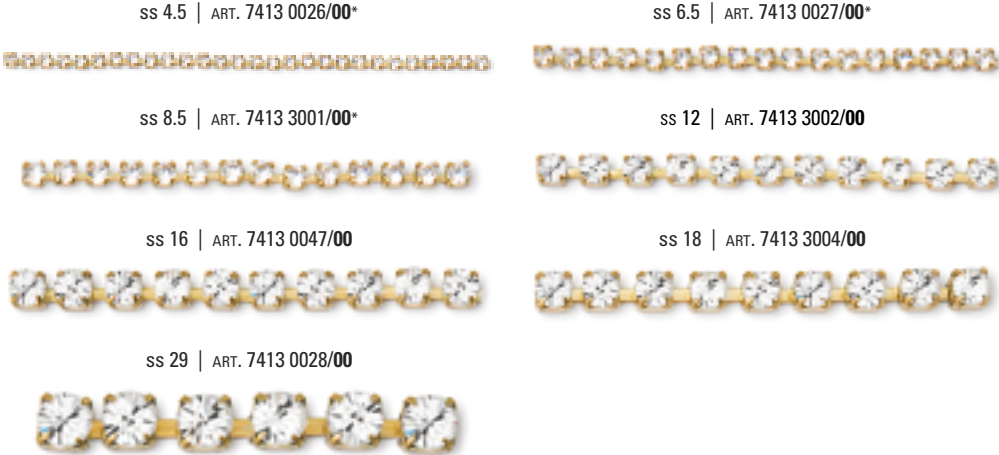 ss 4.5 | ART. 7413 0026/00*
ss 6.5 | ART. 7413 0027/00*
ss 8.5 | ART. 7413 3001/00*
ss 12 | ART. 7413 3002/00
ss 16 | ART. 7413 0047/00
ss 18 | ART. 7413 3004/00
ss 29 | ART. 7413 0028/00